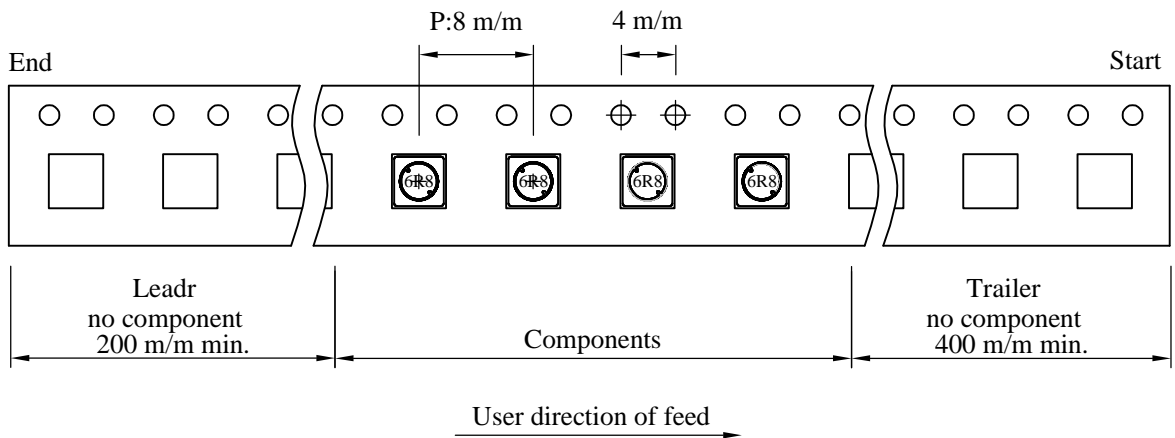 P:8 m/m
4 m/m
End
Start
6R8
6R8
6R8
6R8
Leadr
no component
200 m/m min.
Components
Trailer
no component
400 m/m min.
User direction of feed